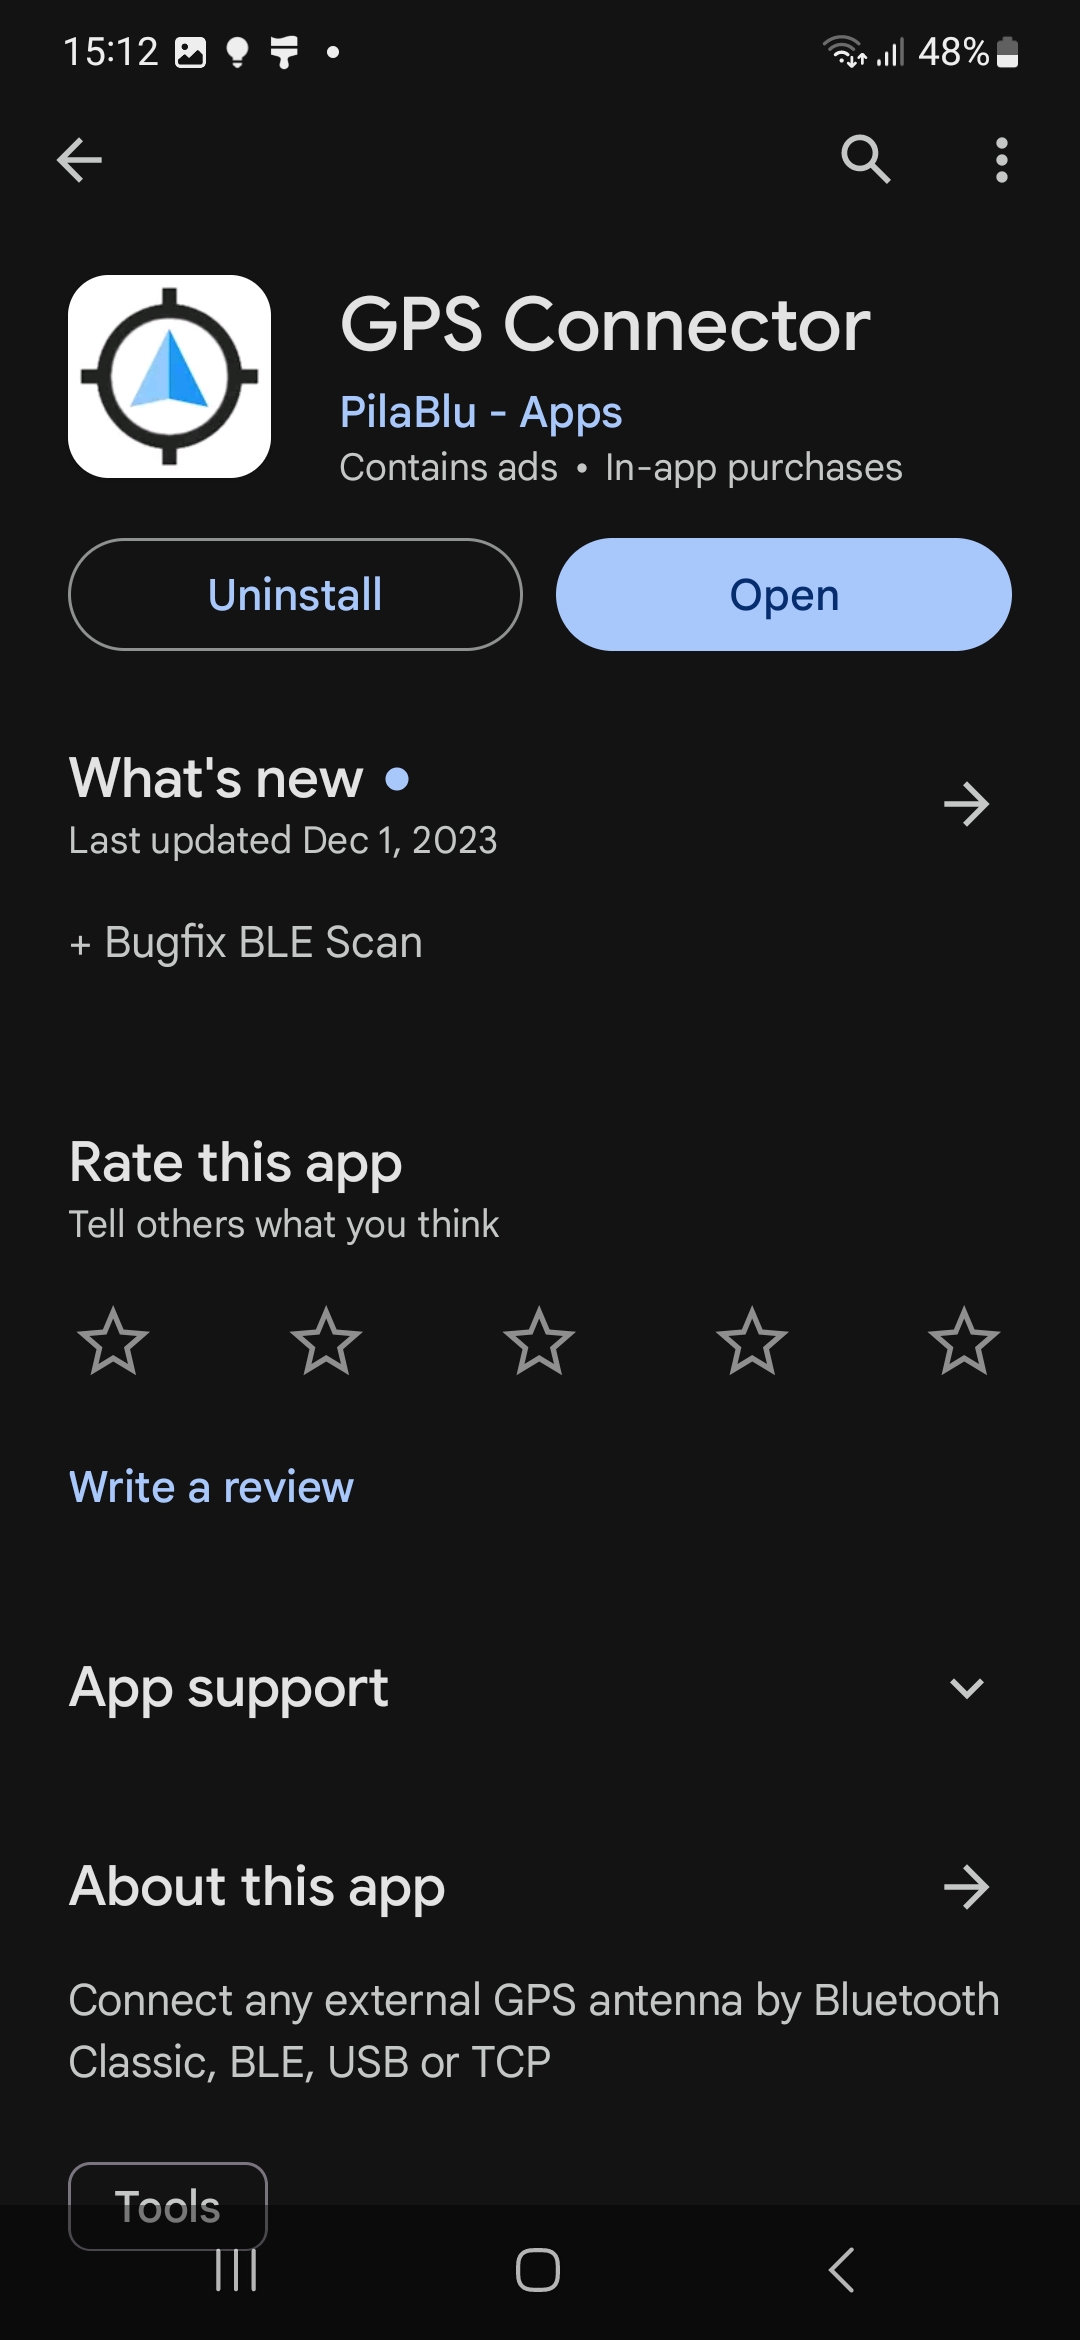 15:12
48%
GPS Connector
PilaBlu - Apps
Contains ads • In-app purchases
Uninstall
Open
What's new
Last updated Dec 1, 2023
+ Bugfix BLE Scan
Rate this app
Tell others what you think
Write a review
App support
About this app
Connect any external GPS antenna by Bluetooth
Classic, BLE, USB or TCP
Tools